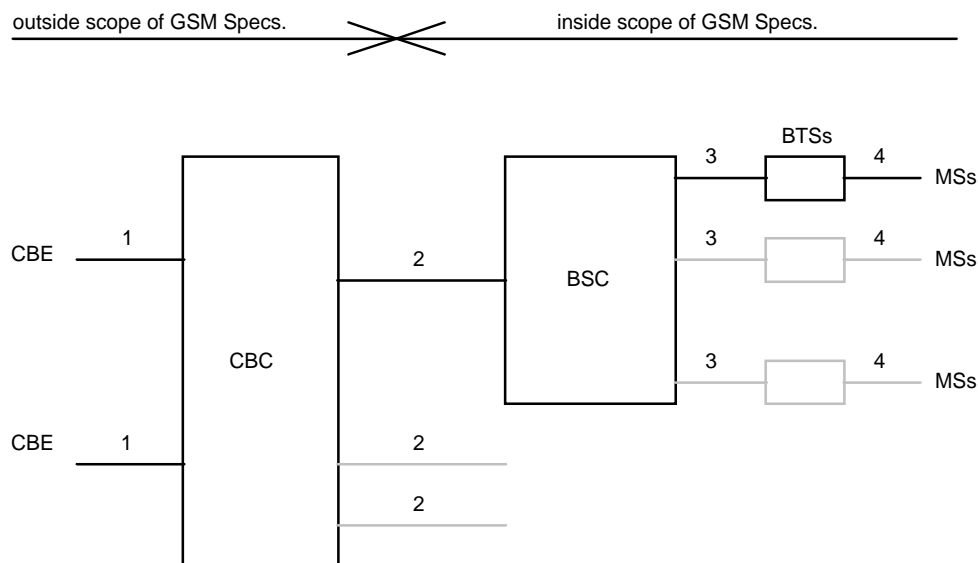 outside scope of GSM Specs. inside scope of GSM Specs.
BTSs
3 4
MSs
1 3 4
CBE 2 MSs
BSC
CBC 3 4
MSs
CBE 1 2
2